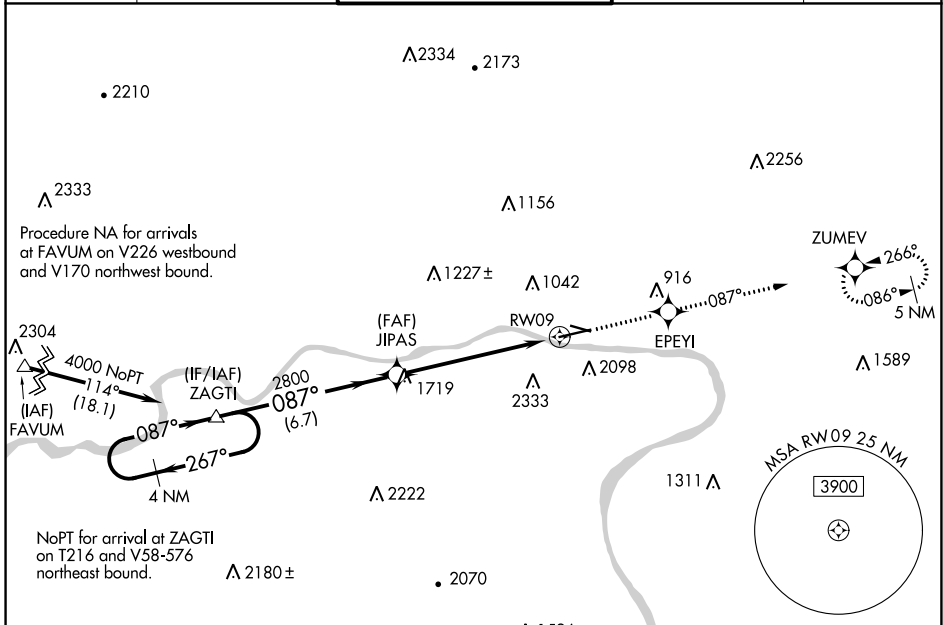 2334
2173
2210
2256
2333
1156
Procedure NA for arrivals
at FAVUM on V226 westbound
and V170 northwest bound.
ZUMEV
266°
086°
5 NM
1227±
1042
916
087°
RW09
EPEYI
(FAF)
JIPAS
2304
4000 NoPT
114°
(18.1)
(IAF)
FAVUM
(IF/IAF)
ZAGTI
2800
087°
(6.7)
1719
2098
2333
1589
087°
267°
4 NM
MSA RW09 25 NM
3900
1311
2222
NoPT for arrival at ZAGTI
on T216 and V58-576
northeast bound.
2180±
2070